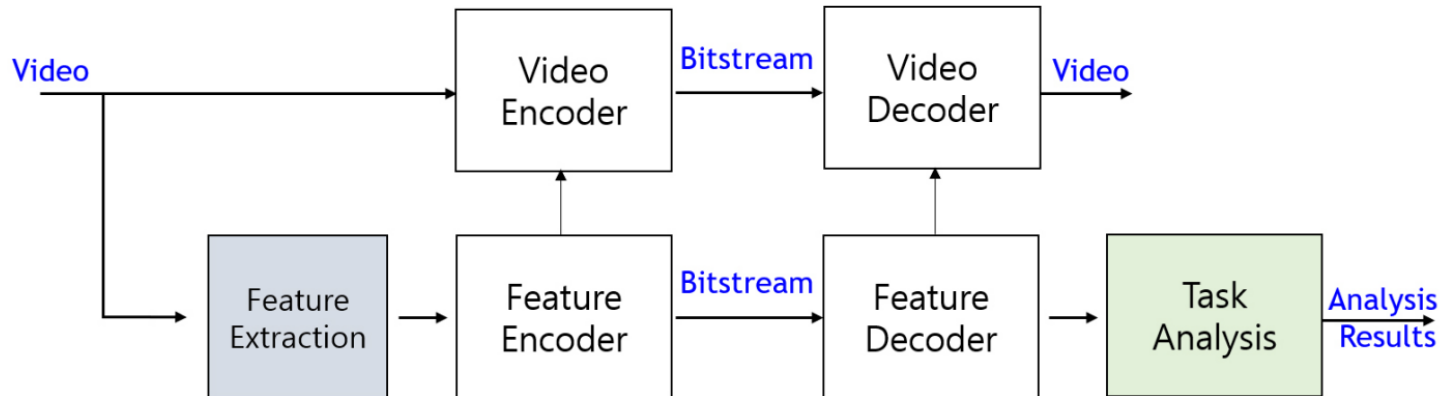 Video
Video
Encoder
Bitstream
Video
Decoder
Video
Feature
Extraction
Feature
Encoder
Bitstream
Feature
Decoder
Task
Analysis
Analysis
Results